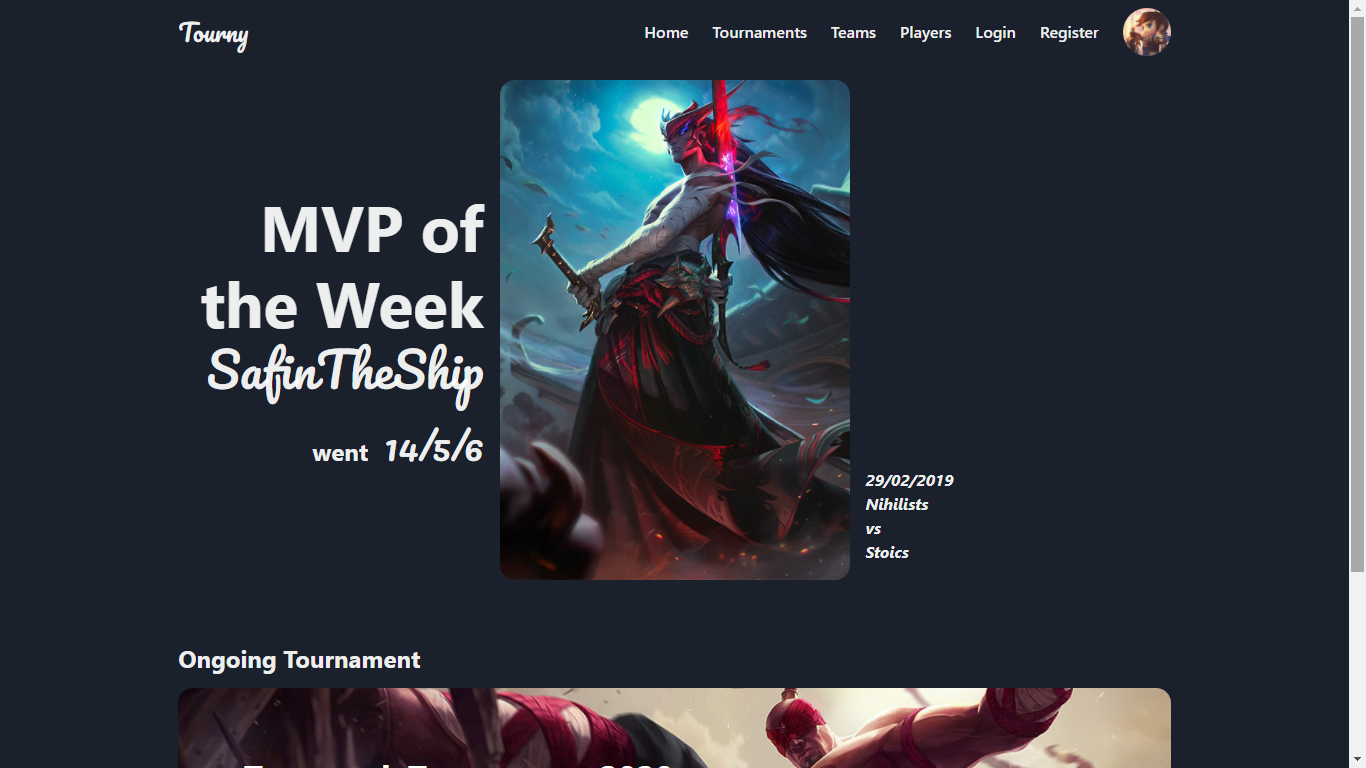 Tourny
Home Tournaments Teams Players Login Register
MVP of
the Week
SafinTheShip
went 14/5/6
29/02/2019
Nihilists
vs
Stoics
Ongoing Tournament